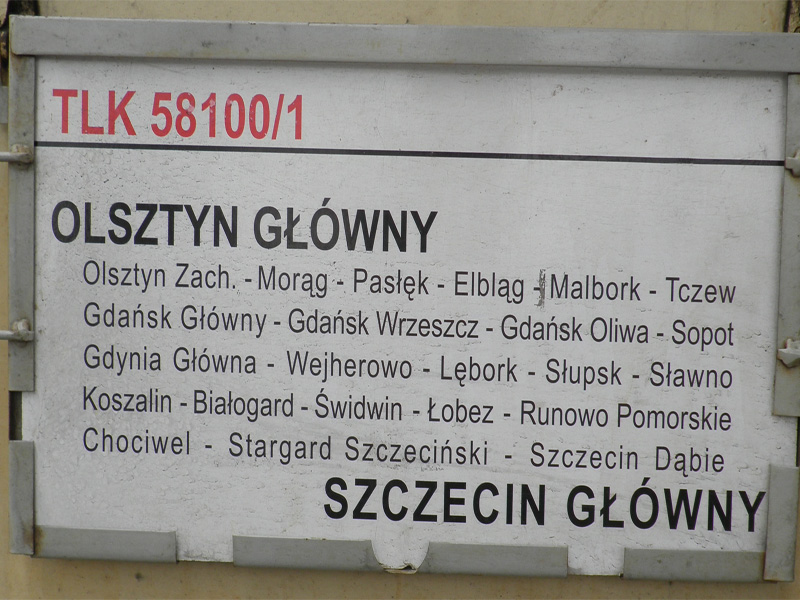 TLK 58100/1
OLSZTYN GŁÓWNY
Olsztyn Zach. - Morąg - Pasłęk - Elbląg - Malbork - Tczew
Gdańsk Główny - Gdańsk Wrzeszcz - Gdańsk Oliwa - Sopot
Gdynia Główna - Wejherowo - Lębork - Słupsk - Sławno
Koszalin - Białogard - Świdwin - Łobez - Runowo Pomorskie
Chociwel - Stargard Szczeciński - Szczecin Dąbie
SZCZECIN GŁÓWNY